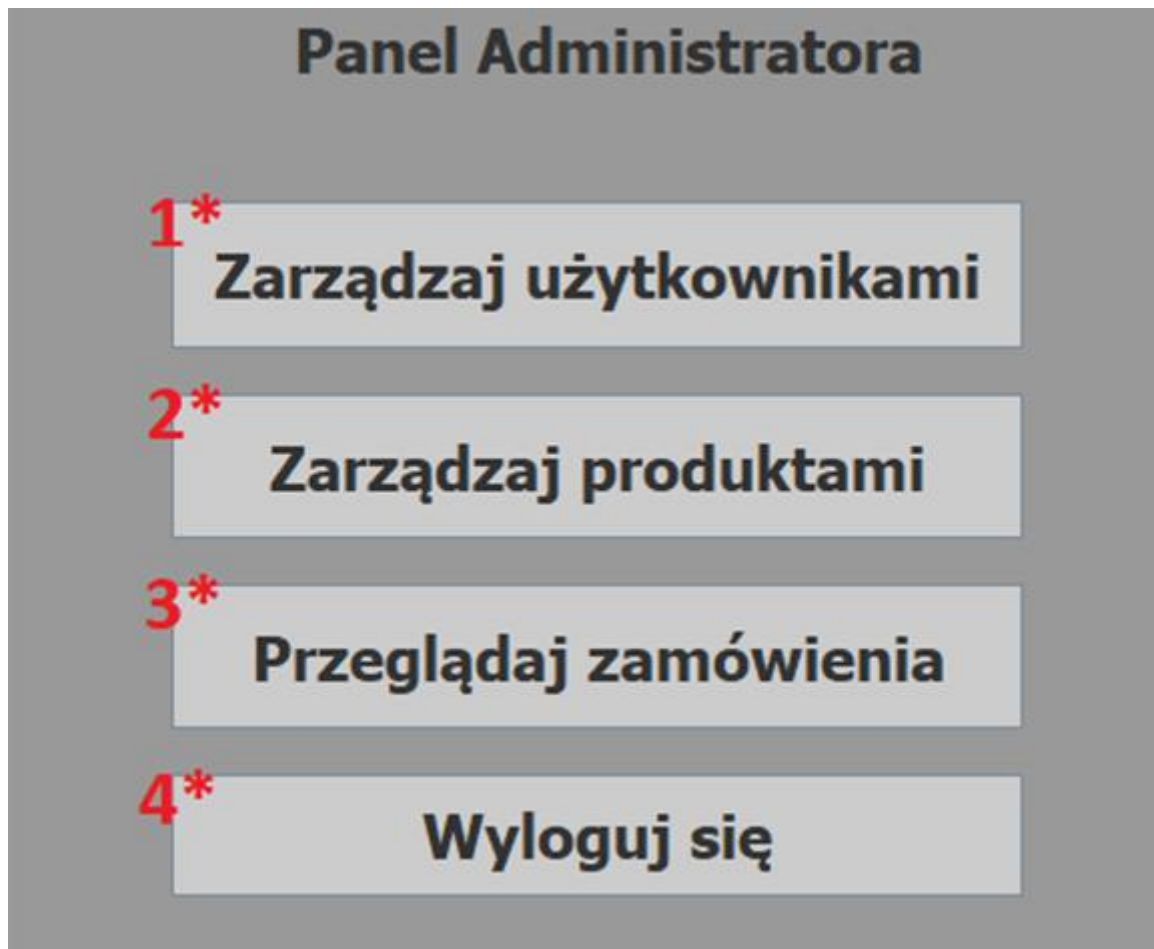 Panel Administratora
1*
Zarządzaj użytkownikami
2*
Zarządzaj produktami
3*
Przeglądaj zamówienia
4*
Wyloguj się